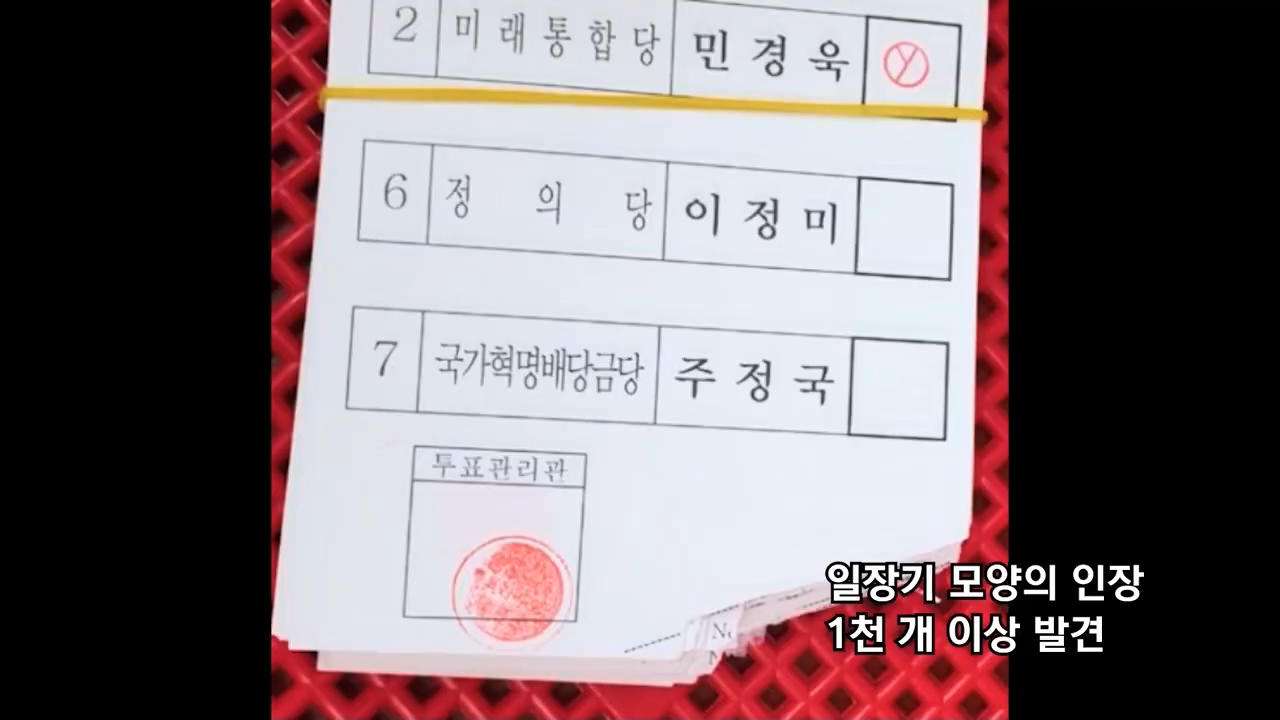 2 미래통합당 민경욱
6 정의당 이정미
7 국가혁명배당금당 주정국
투표관리관
일장기 모양의 인장
1천 개 이상 발견